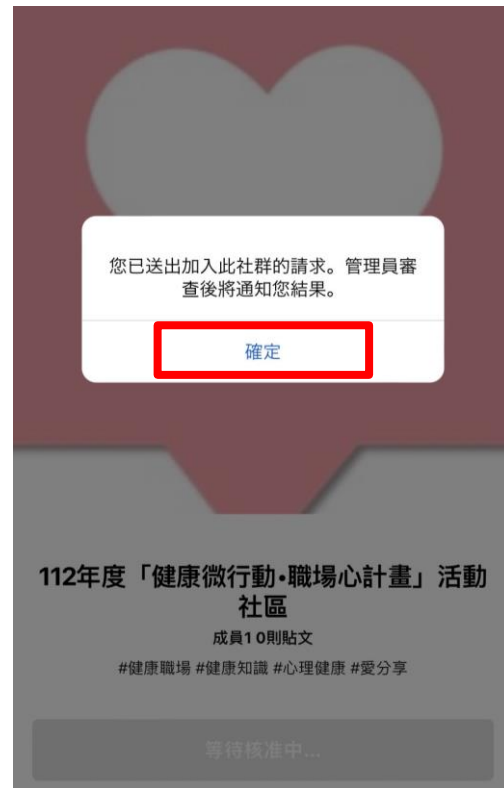 您已送出加入此社群的請求。管理員審
查後將通知您結果。
確定
112年度「健康微行動•職場心計畫」活動
社區
成員1 0則貼文
#健康職場 #健康知識 #心理健康 #愛分享
等待核准中...